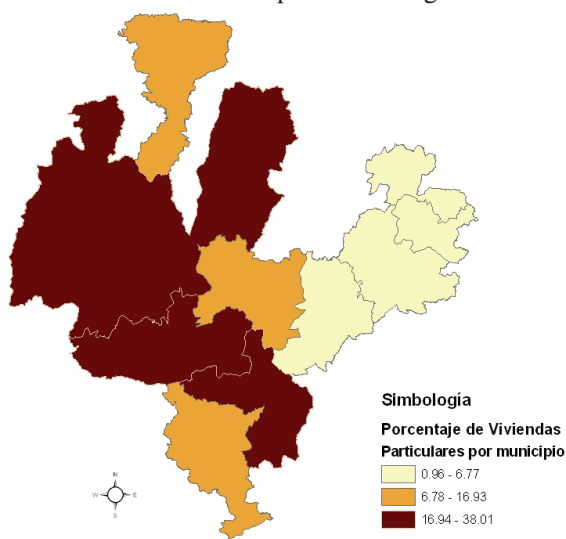 Simbología
Porcentaje de Viviendas
Particulares por municipio
0.96 - 6.77
6.78 - 16.93
16.94 - 38.01
N
W E
S